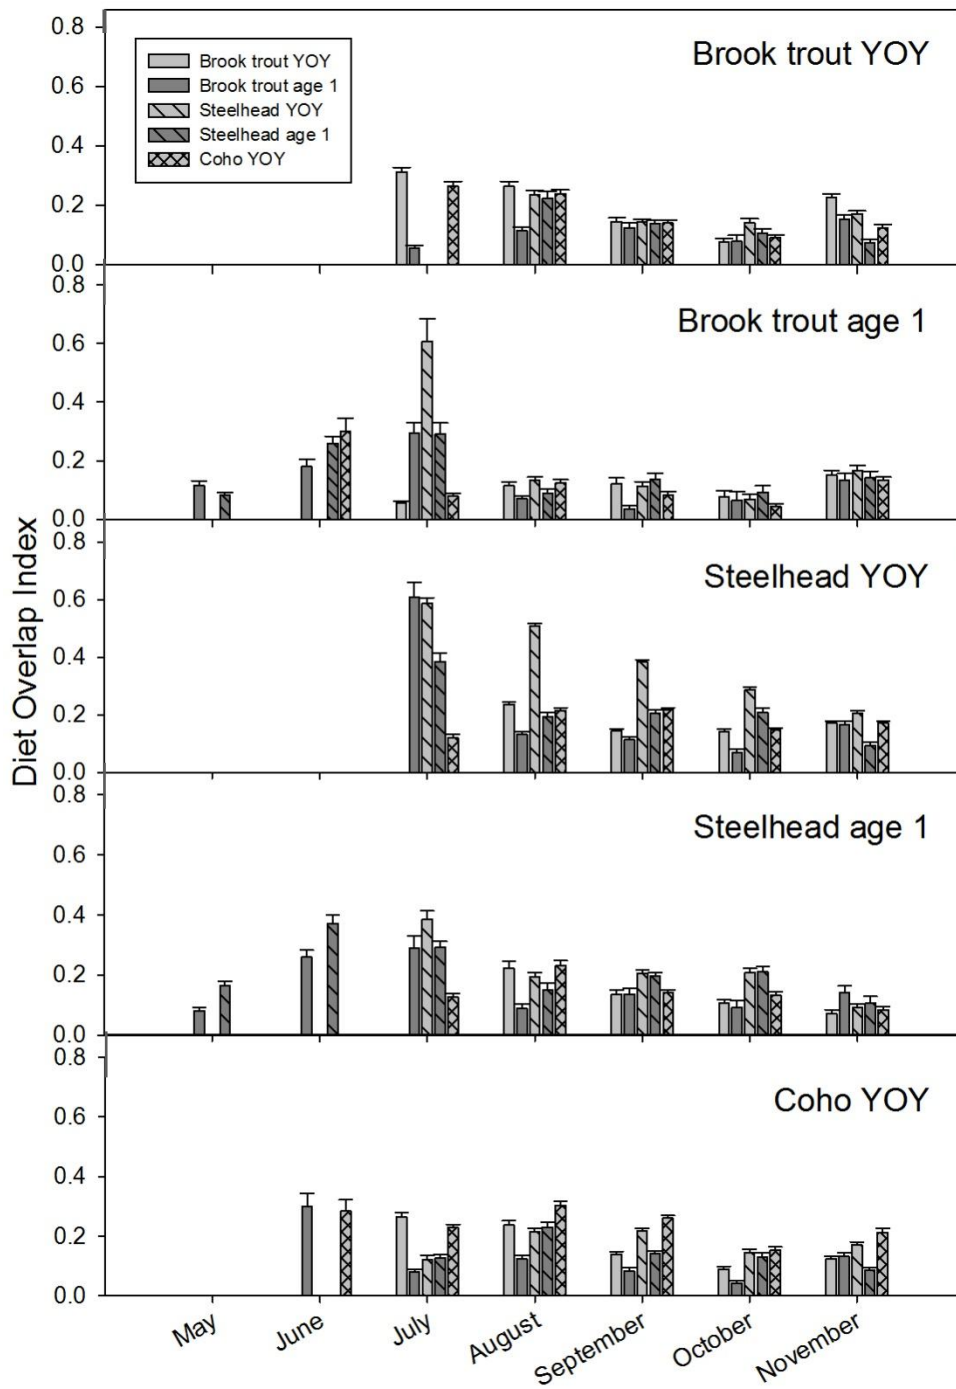 Brook trout YOY
Brook trout age 1
Steelhead YOY
Steelhead age 1
Coho YOY
Brook trout YOY
0.8
0.6
0.4
0.2
0.0
Brook trout age 1
0.8
0.6
0.4
0.2
0.0
Steelhead YOY
0.8
0.6
0.4
0.2
0.0
Steelhead age 1
0.8
0.6
0.4
0.2
0.0
Coho YOY
0.8
0.6
0.4
0.2
0.0
Diet Overlap Index
May
June
July
August
September
October
November